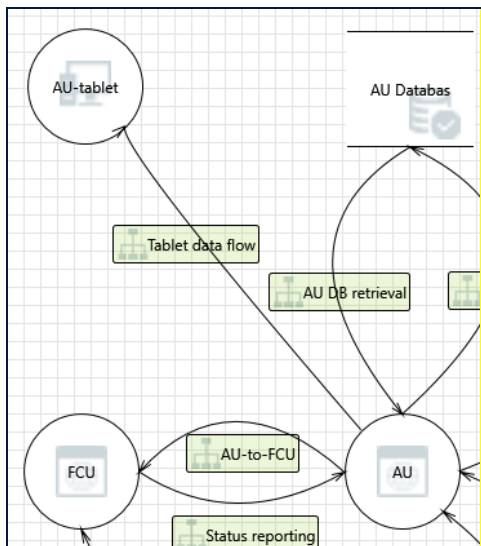 AU-tablet
AU Databas
Tablet data flow
AU DB retrieval
AU-to-FCU
FCU
AU
Status reporting